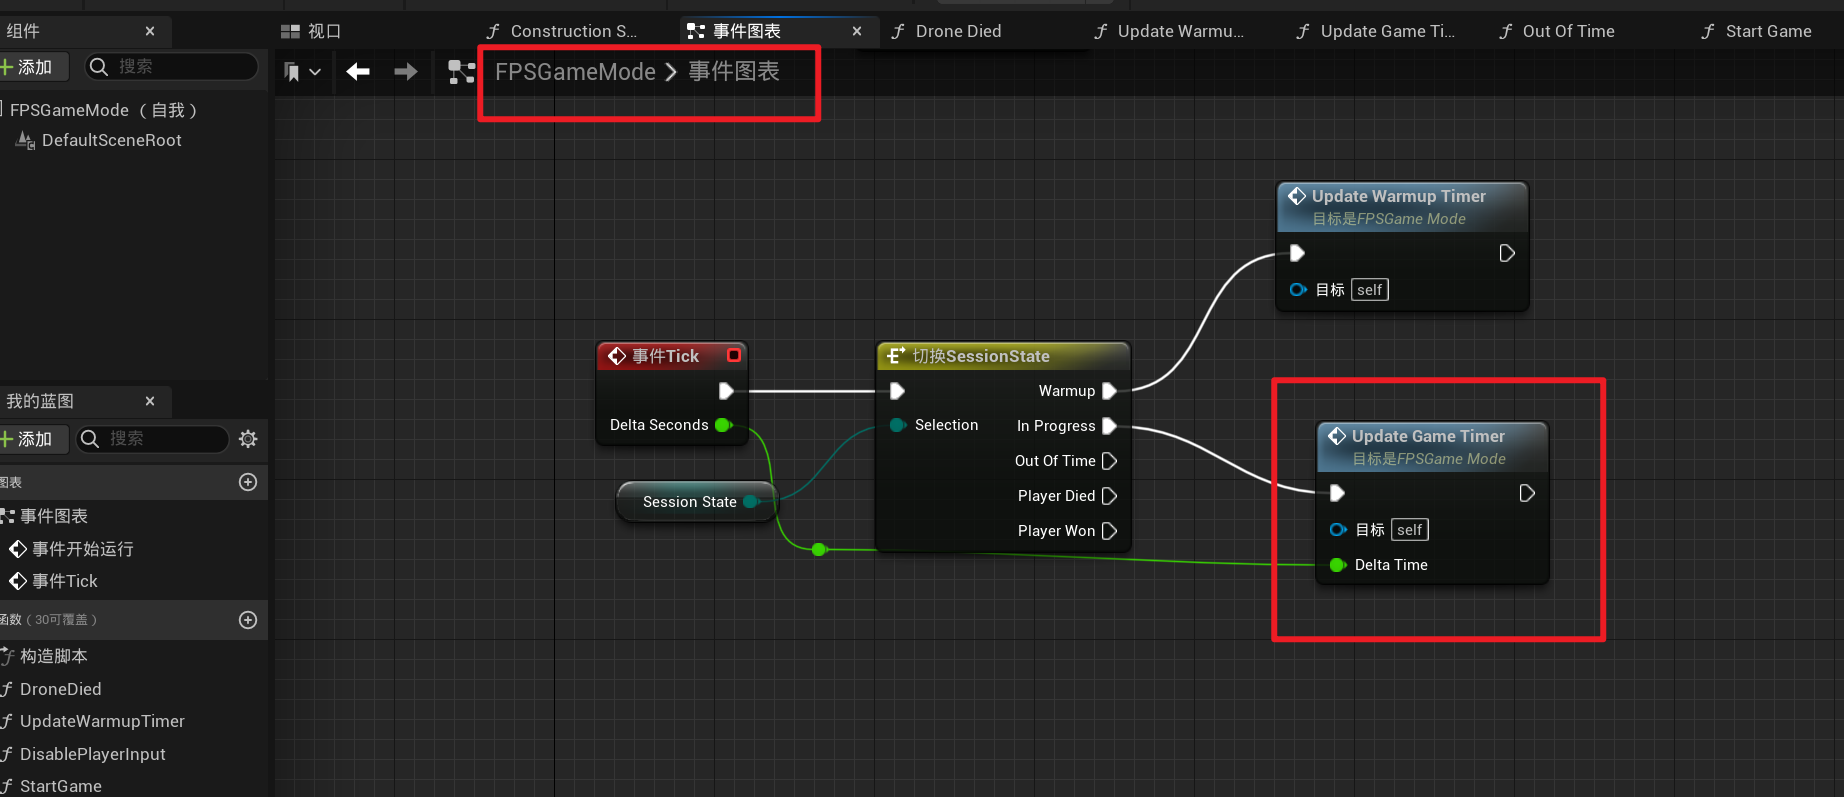 组件
视口
Construction S...
事件图表
Drone Died
Update Warmu...
Update Game Ti...
Out Of Time
Start Game
添加
搜索
FPSGameMode
事件图表
FPSGameMode（自我）
DefaultSceneRoot
Update Warmup Timer
目标是FPSGame Mode
目标 self
事件Tick
Delta Seconds
切换SessionState
Warmup
Selection
In Progress
Out Of Time
Player Died
Player Won
Session State
Update Game Timer
目标是FPSGame Mode
目标 self
Delta Time
我的蓝图
添加
搜索
图表
事件图表
事件开始运行
事件Tick
函数（30可覆盖）
构造脚本
DroneDied
UpdateWarmupTimer
DisablePlayerInput
StartGame